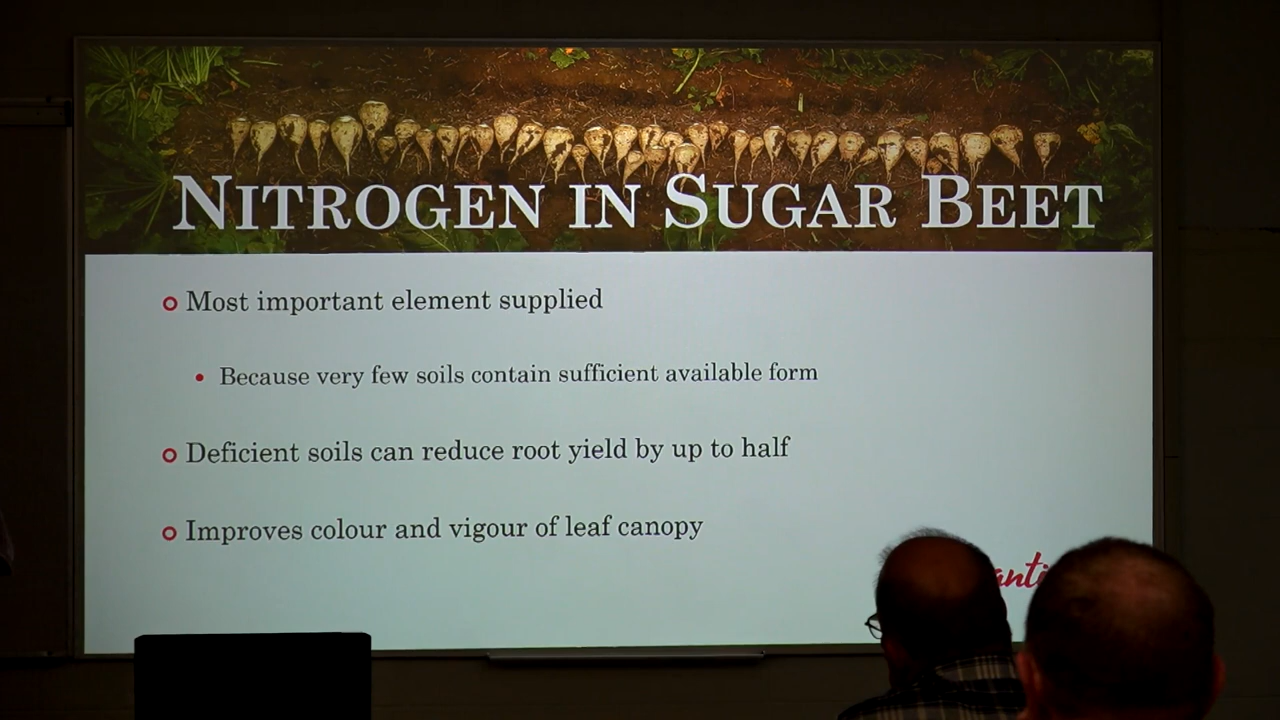 Nitrogen in Sugar Beet
Most important element supplied
Because very few soils contain sufficient available form
Deficient soils can reduce root yield by up to half
Improves colour and vigour of leaf canopy